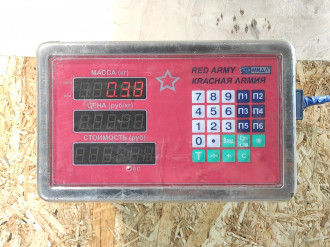 МАССА (кг)
0.38
ЦЕНА (руб/кг)
СТОИМОСТЬ (руб)
RED ARMY
КРАСНАЯ АРМИЯ
7 8 9 П1 П2
4 5 6 П3 П4
1 2 3 П5 П6
0
T